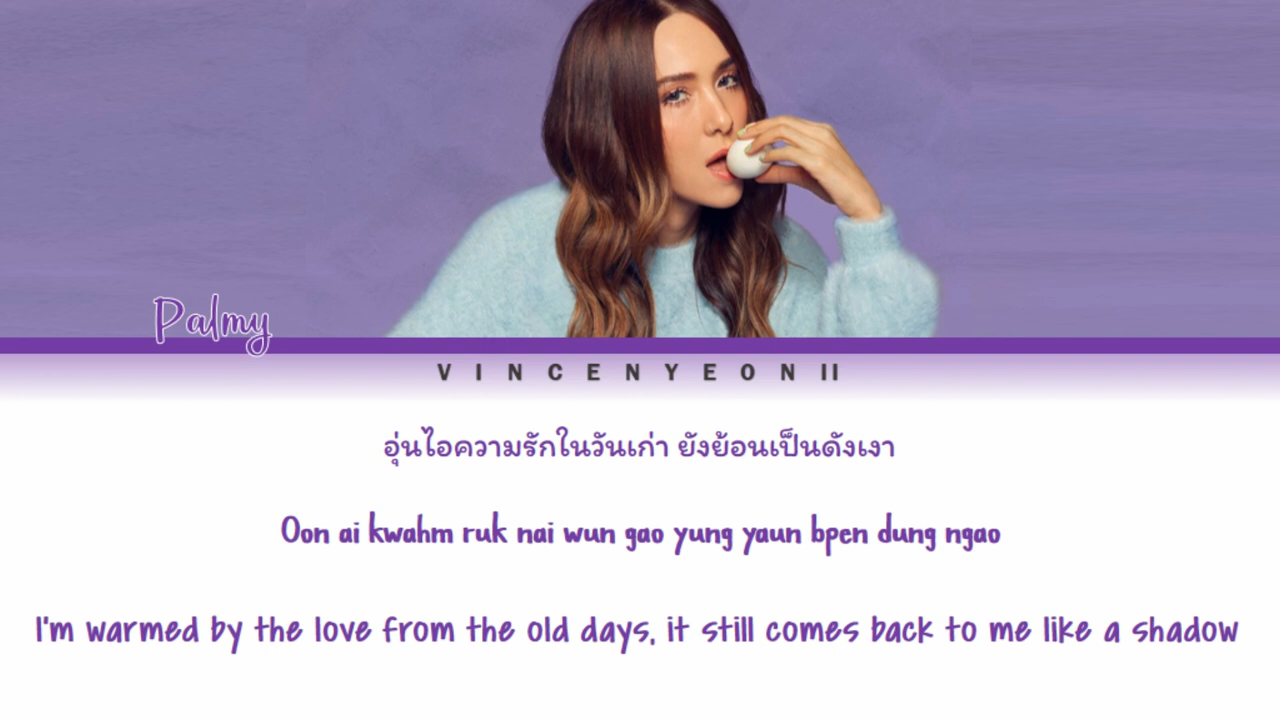 Palmy
VINCENYEON II
อุ่นไอความรักในวันเก่า ยังย้อนเป็นดังเงา
Oon ai kwahm ruk nai wun gao yung yaun bpen dung ngao
I'm warmed by the love from the old days, it still comes back to me like a shadow